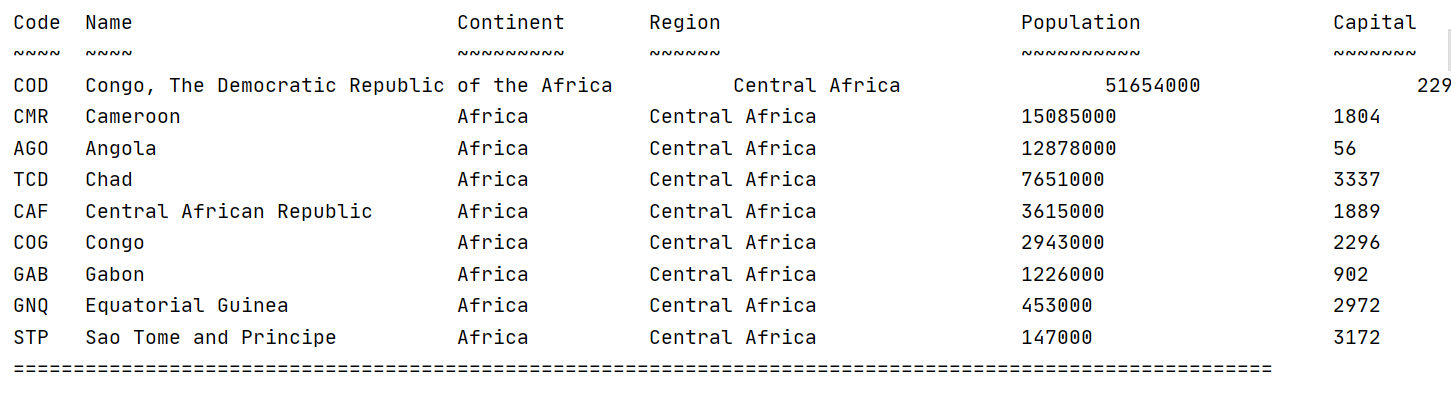 Code  Name                           Continent       Region                         Population                Capital
~~~~  ~~~~                           ~~~~~~~~~       ~~~~~~                         ~~~~~~~~~~                ~~~~~~~
COD   Congo, The Democratic Republic of the Africa          Central Africa                 51654000                  229
CMR   Cameroon                       Africa          Central Africa                 15085000                  1804
AGO   Angola                         Africa          Central Africa                 12878000                  56
TCD   Chad                           Africa          Central Africa                 7651000                   3337
CAF   Central African Republic       Africa          Central Africa                 3615000                   1889
COG   Congo                          Africa          Central Africa                 2943000                   2296
GAB   Gabon                          Africa          Central Africa                 1226000                   902
GNQ   Equatorial Guinea              Africa          Central Africa                 453000                    2972
STP   Sao Tome and Principe          Africa          Central Africa                 147000                    3172
=========================================================================================================